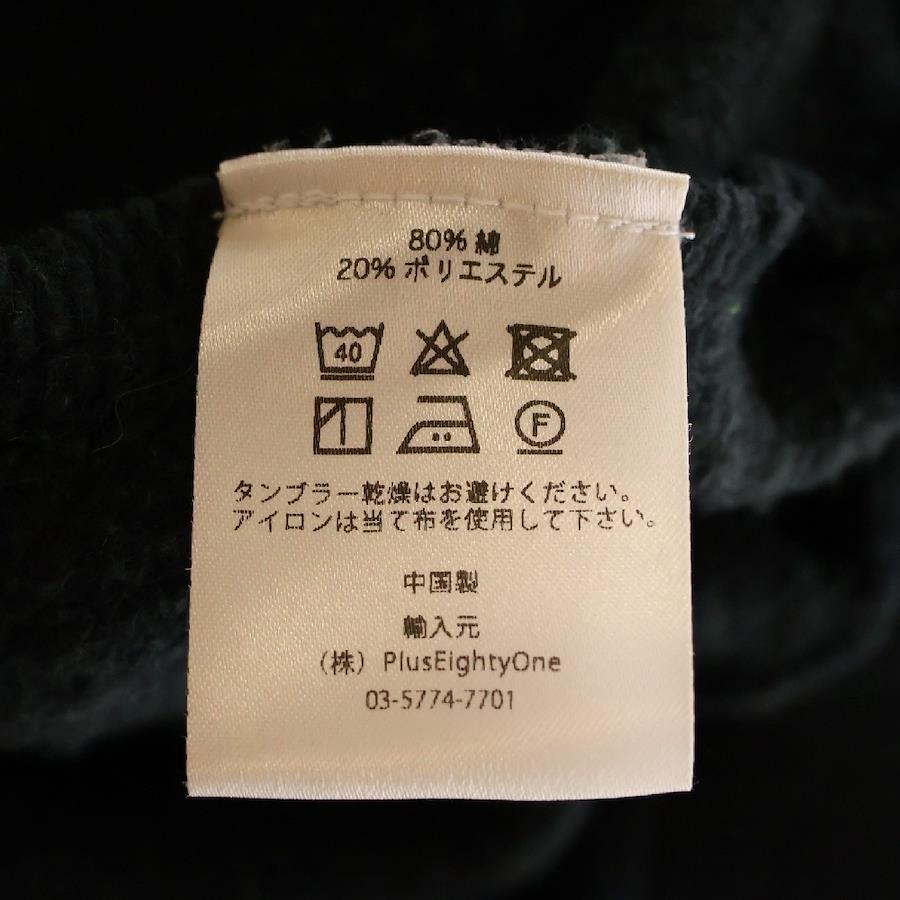 80% 綿
20% ポリエステル
40
F
タンブラー乾燥はお避けください。
アイロンは当て布を使用して下さい。
中国製
輸入元
（株）PlusEightyOne
03-5774-7701